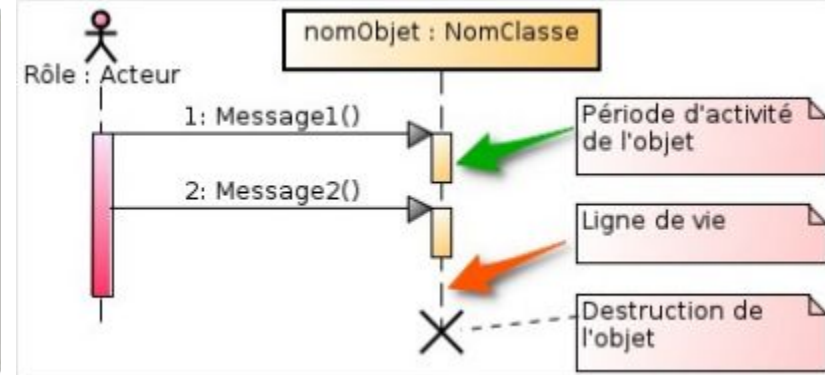 nomObjet : NomClasse
Rôle : Acteur
1: Message1()
Période d'activité
de l'objet
2: Message2()
Ligne de vie
Destruction de
l'objet